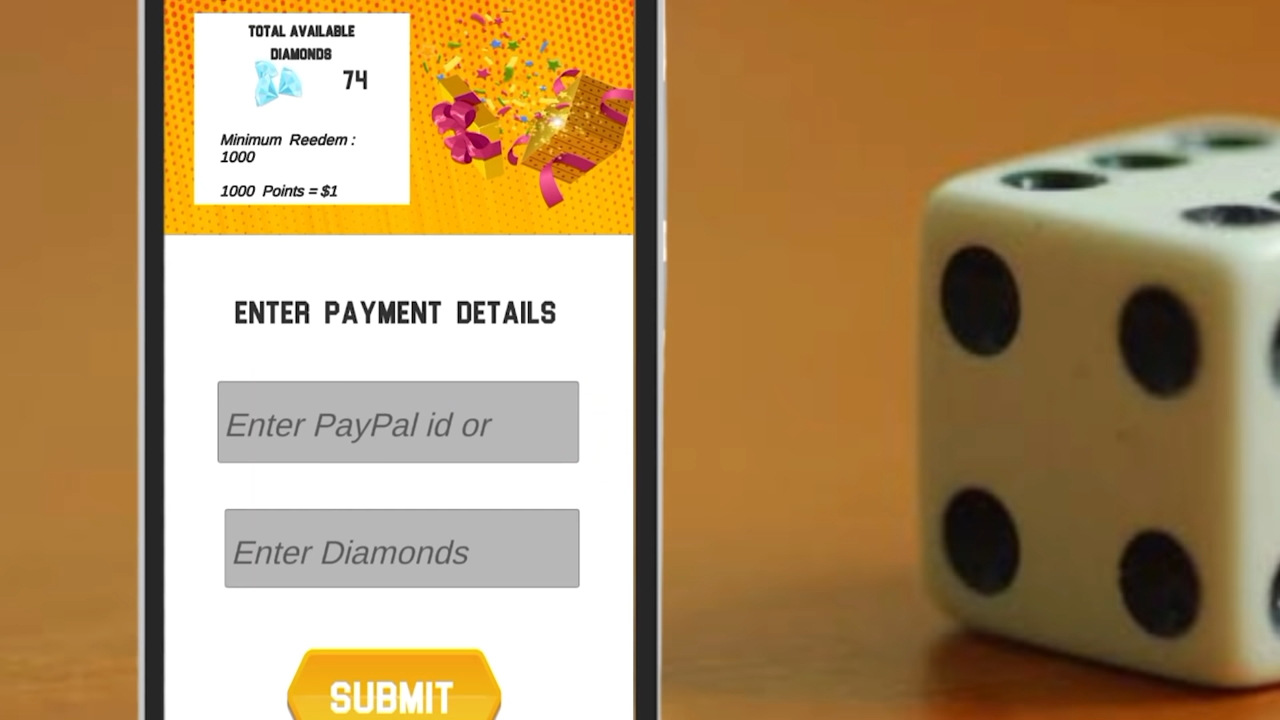 TOTAL AVAILABLE
DIAMONDS
74
Minimum Reedem :
1000
1000 Points = $1
ENTER PAYMENT DETAILS
Enter PayPal id or
Enter Diamonds
SUBMIT